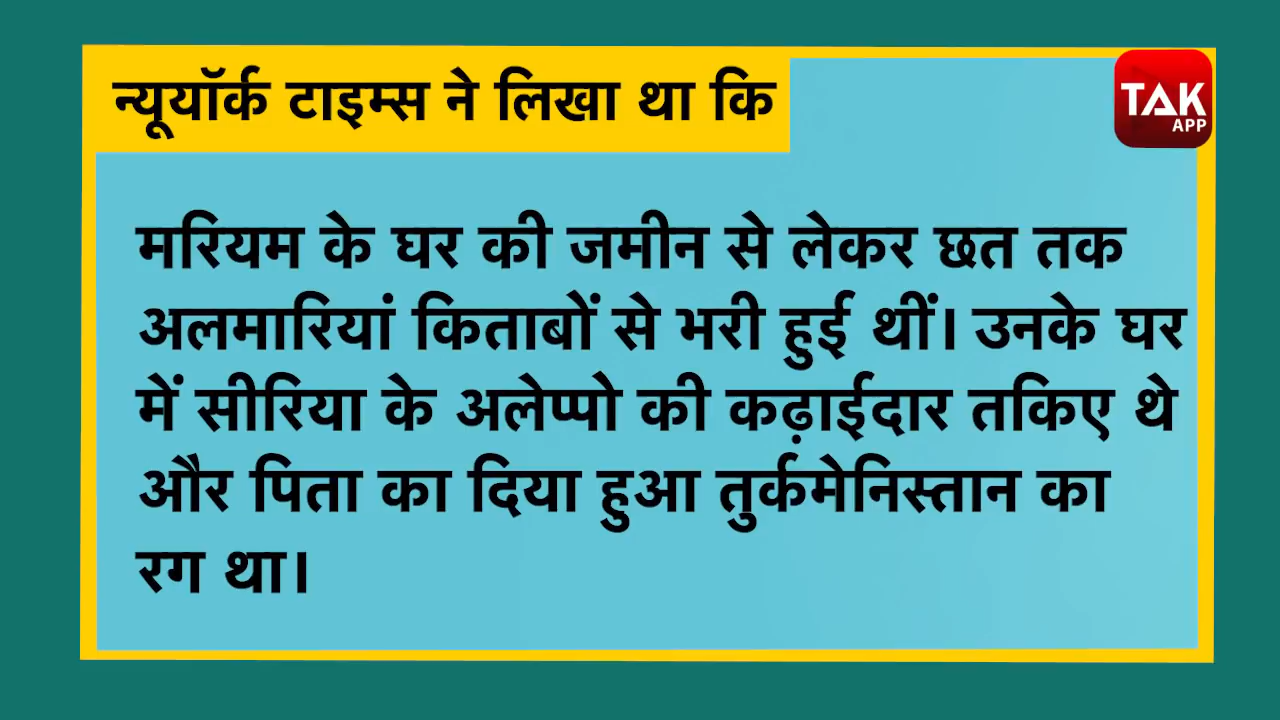 न्यूयॉर्क टाइम्स ने लिखा था कि
TAK
APP
मरियम के घर की जमीन से लेकर छत तक
अलमारियां किताबों से भरी हुई थीं। उनके घर
में सीरिया के अलेप्पो की कढ़ाईदार तकिए थे
और पिता का दिया हुआ तुर्कमेनिस्तान का
रग था।